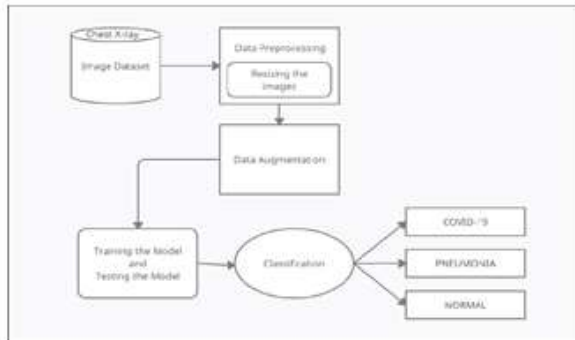 Chest X-ray
Image Dataset
Data Preprocessing
Resizing the
Images
Data Augmentation
Training the Model
and
Testing the Model
Classification
COVID-19
PNEUMONIA
NORMAL